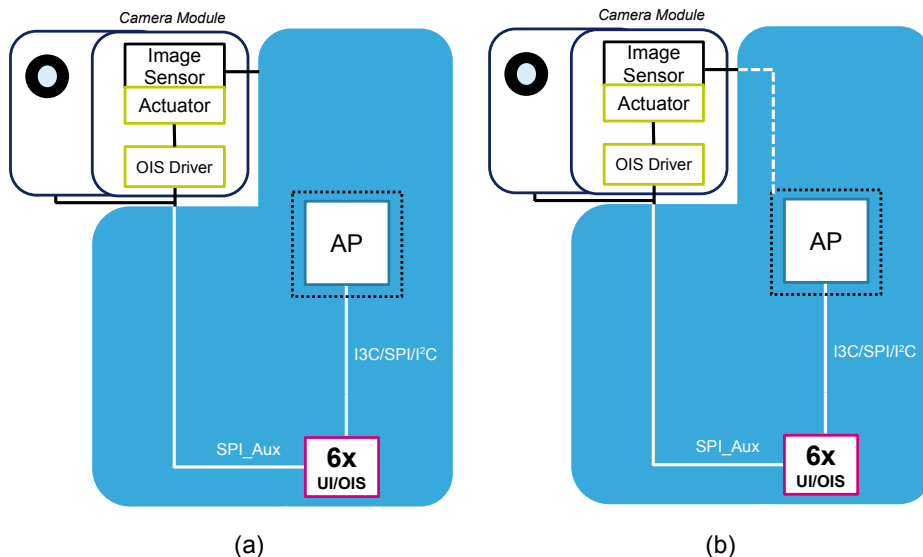 Camera Module
Image
Sensor
Actuator
OIS Driver
AP
I3C/SPI/I²C
SPI_Aux
6x
UI/OIS
(a)
Camera Module
Image
Sensor
Actuator
OIS Driver
AP
I3C/SPI/I²C
SPI_Aux
6x
UI/OIS
(b)